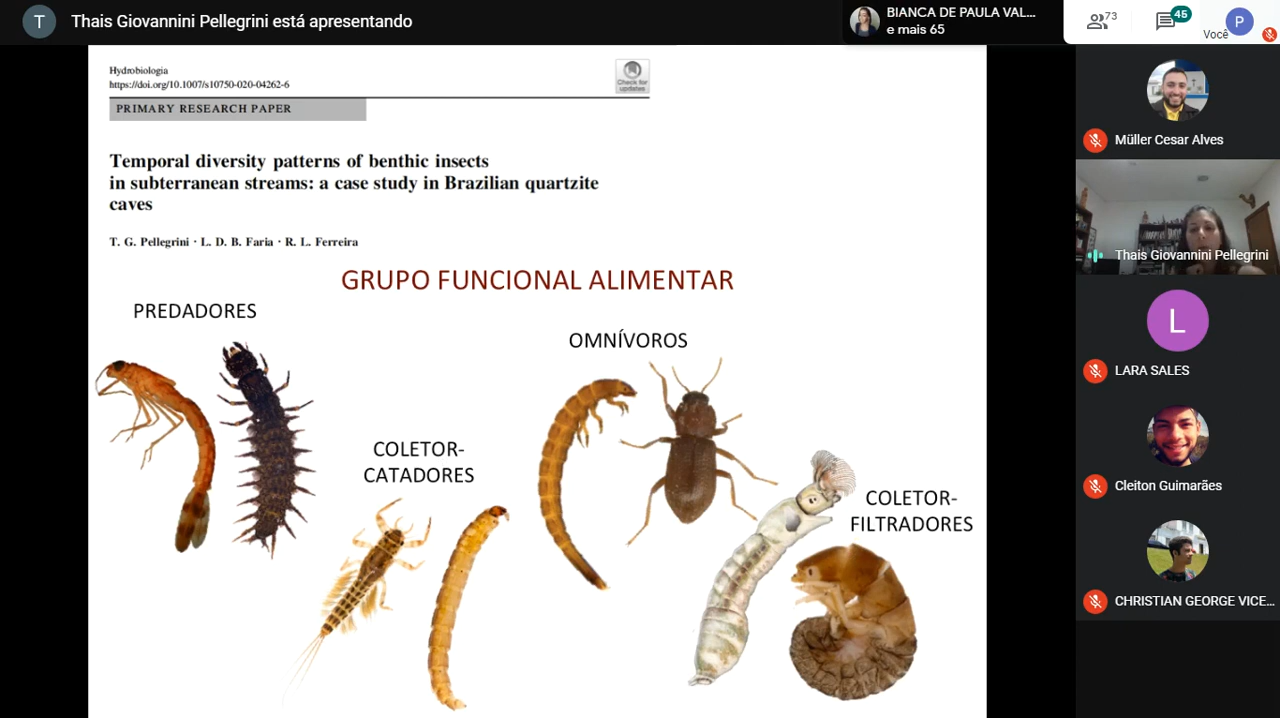 T
Thais Giovannini Pellegrini está apresentando
BIANCA DE PAULA VAL...
e mais 65
73
45
P
Você
Hydrobiologia
https://doi.org/10.1007/s10750-020-04262-6
Check for
updates
PRIMARY RESEARCH PAPER
Temporal diversity patterns of benthic insects
in subterranean streams: a case study in Brazilian quartzite
caves
T. G. Pellegrini · L. D. B. Faria · R. L. Ferreira
GRUPO FUNCIONAL ALIMENTAR
PREDADORES
OMNÍVOROS
COLETOR-
CATADORES
COLETOR-
FILTRADORES
Müller Cesar Alves
Thais Giovannini Pellegrini
L
LARA SALES
Cleiton Guimarães
CHRISTIAN GEORGE VICE...